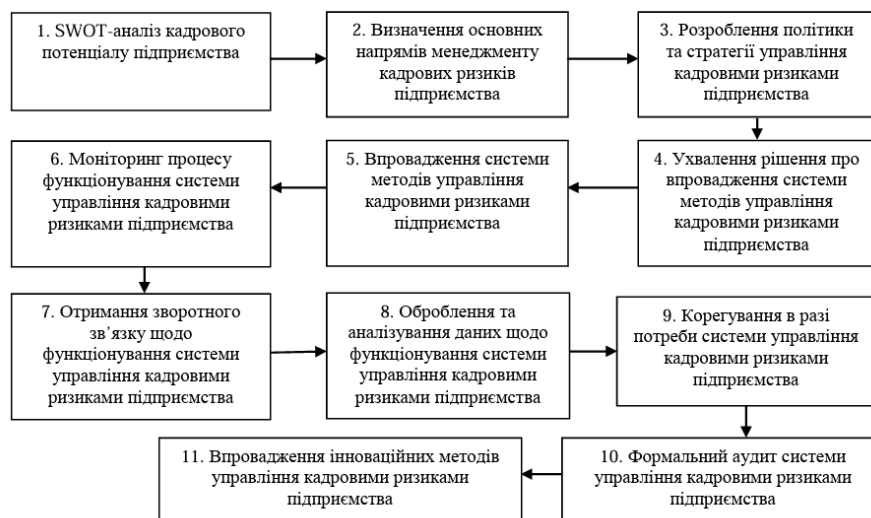 1. SWOT-аналіз кадрового
потенціалу підприємства
2. Визначення основних
напрямів менеджменту
кадрових ризиків
підприємства
3. Розроблення політики
та стратегії управління
кадровими ризиками
підприємства
4. Ухвалення рішення про
впровадження системи
методів управління
кадровими ризиками
підприємства
5. Впровадження системи
методів управління
кадровими ризиками
підприємства
6. Моніторинг процесу
функціонування системи
управління кадровими
ризиками підприємства
7. Отримання зворотного
зв’язку щодо
функціонування системи
управління кадровими
ризиками підприємства
8. Оброблення та
аналізування даних щодо
функціонування системи
управління кадровими
ризиками підприємства
9. Корегування в разі
потреби системи управління
кадровими ризиками
підприємства
10. Формальний аудит системи
управління кадровими ризиками
підприємства
11. Впровадження інноваційних методів
управління кадровими ризиками
підприємства